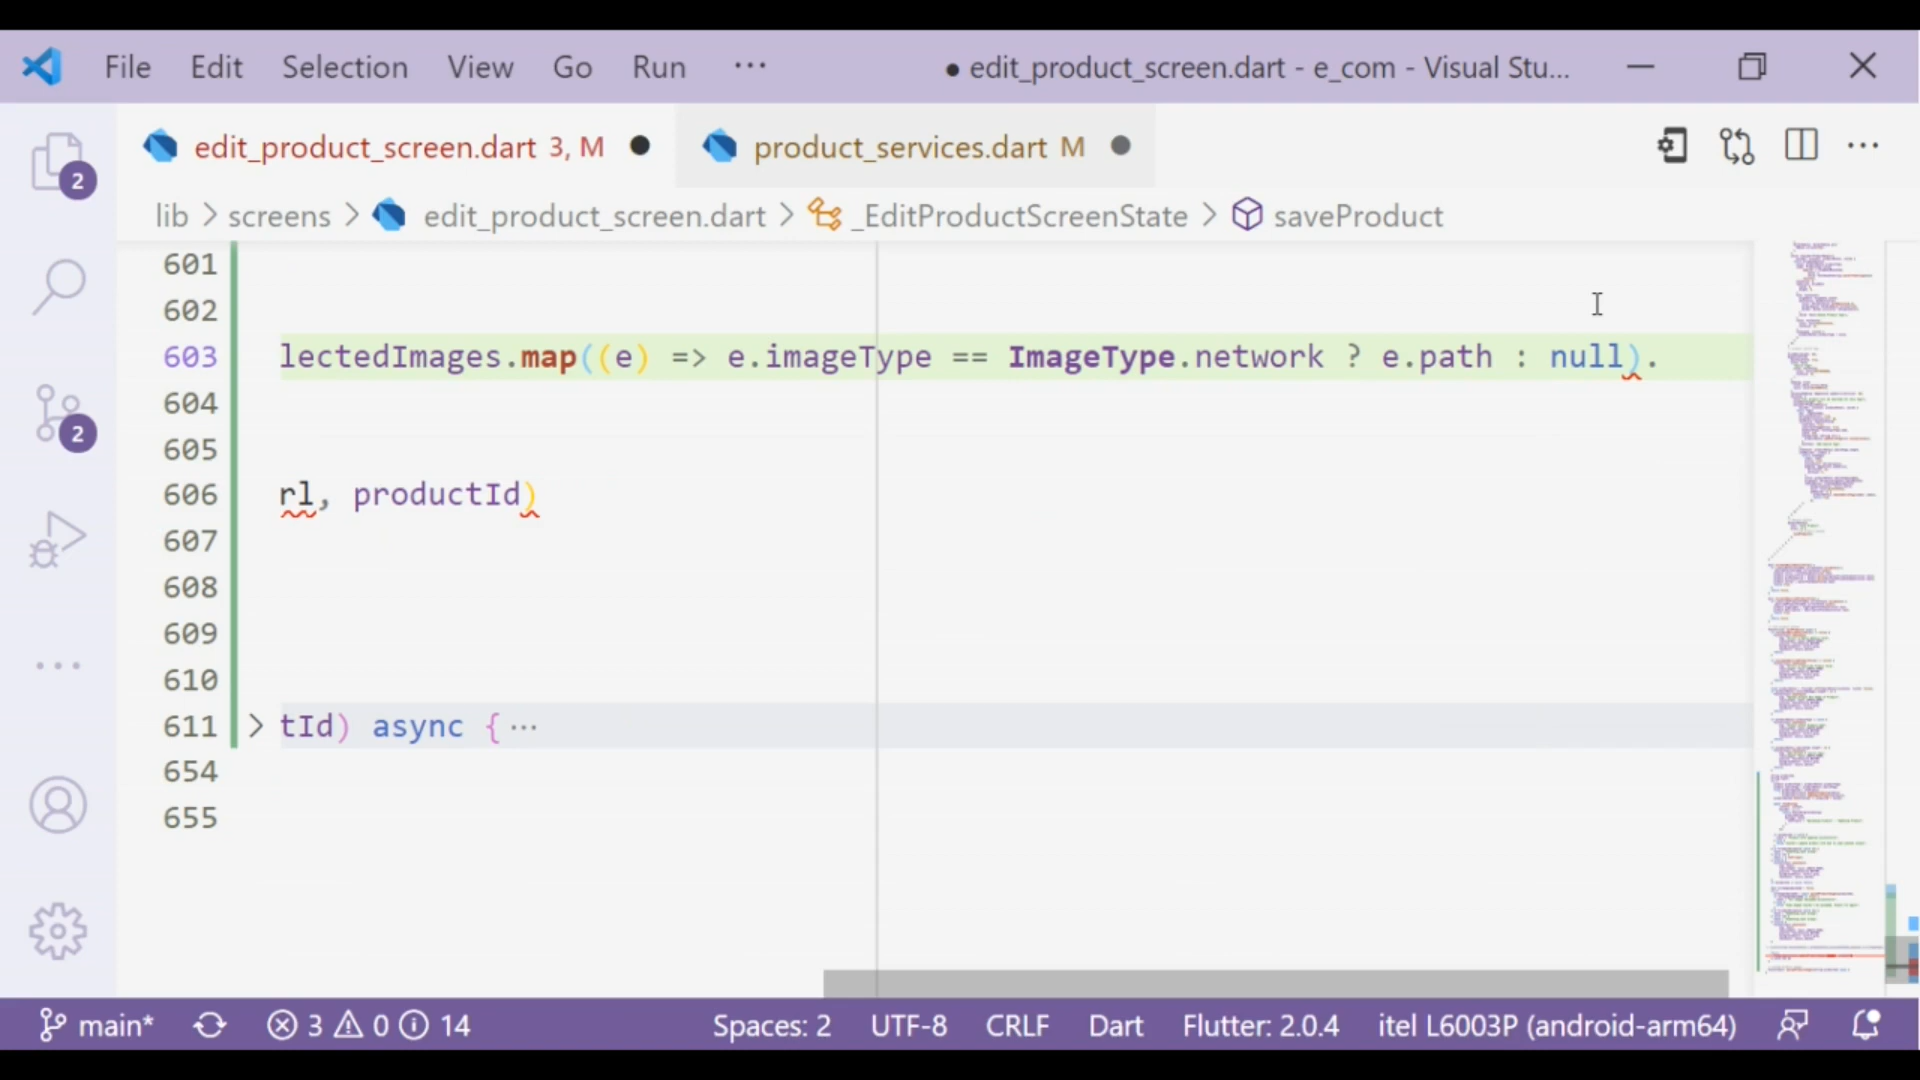 File Edit Selection View Go Run ··· ● edit_product_screen.dart - e_com - Visual Stu...
edit_product_screen.dart 3, M ● product_services.dart M ●
2
lib > screens > edit_product_screen.dart > _EditProductScreenState > saveProduct
601
602
603 lectedImages.map((e) => e.imageType == ImageType.network ? e.path : null).
604
2
605
606 rl, productId)
607
608
609
610
611 > tId) async {···
654
655
main* 3 0 14 Spaces: 2 UTF-8 CRLF Dart Flutter: 2.0.4 itel L6003P (android-arm64)